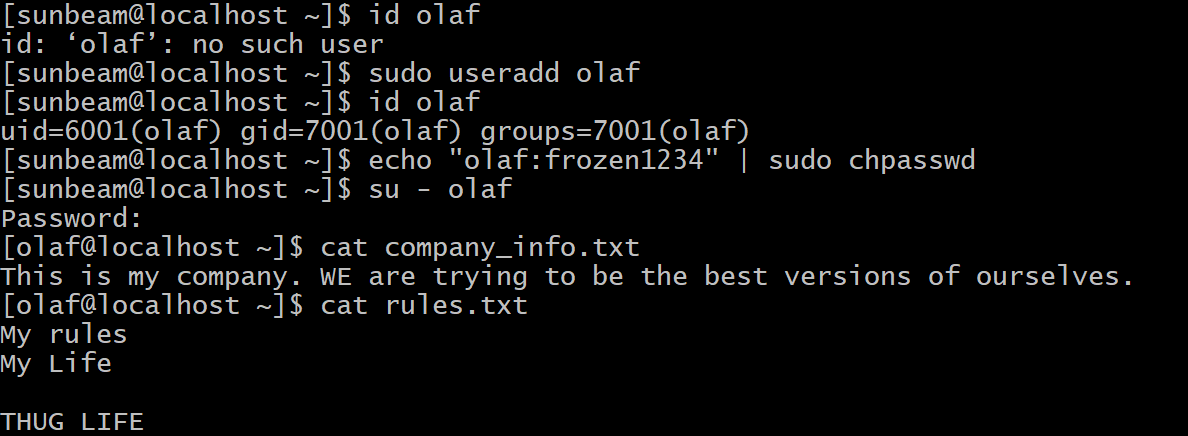 [sunbeam@localhost ~]$ id olaf
id: ‘olaf’: no such user
[sunbeam@localhost ~]$ sudo useradd olaf
[sunbeam@localhost ~]$ id olaf
uid=6001(olaf) gid=7001(olaf) groups=7001(olaf)
[sunbeam@localhost ~]$ echo "olaf:frozen1234" | sudo chpasswd
[sunbeam@localhost ~]$ su - olaf
Password:
[olaf@localhost ~]$ cat company_info.txt
This is my company. WE are trying to be the best versions of ourselves.
[olaf@localhost ~]$ cat rules.txt
My rules
My Life
THUG LIFE